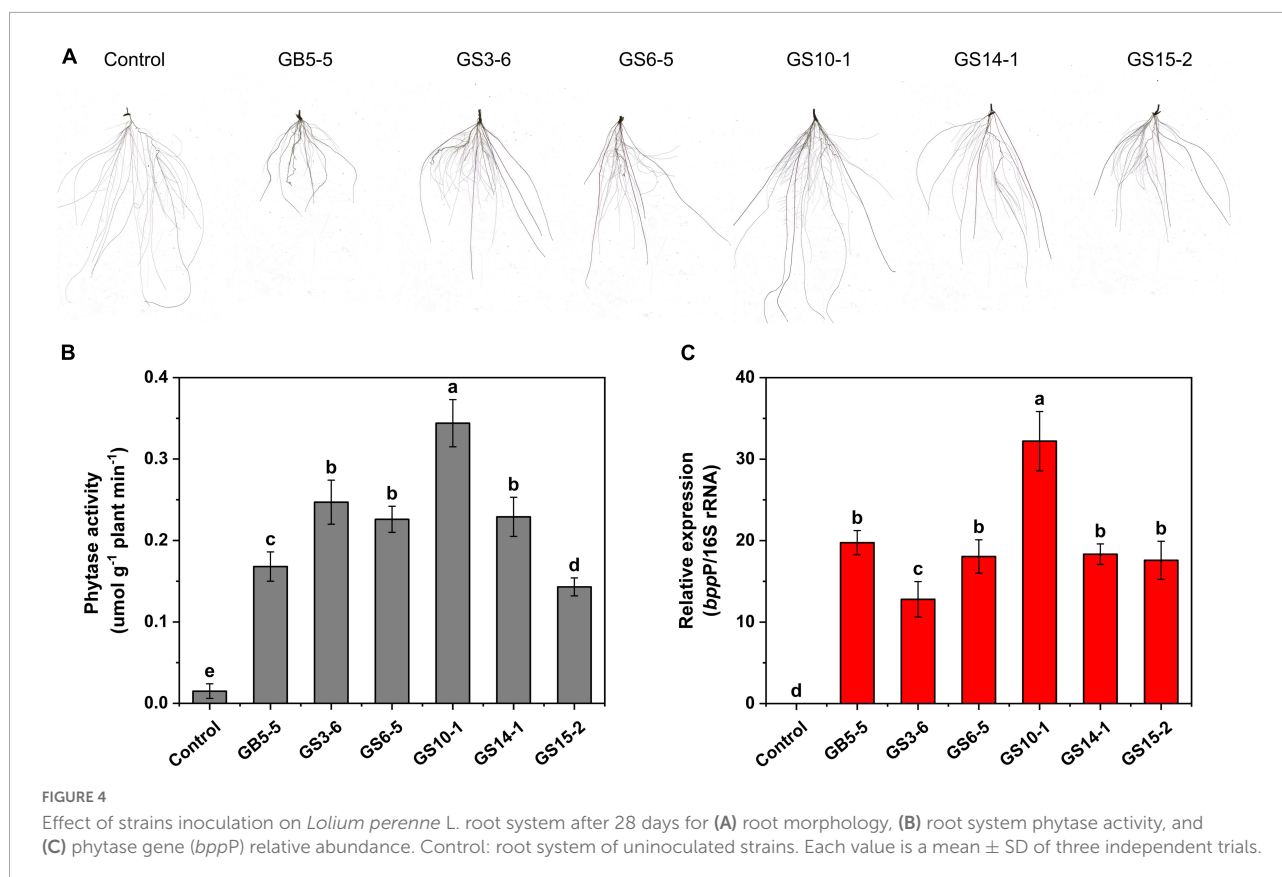 A Control GB5-5 GS3-6 GS6-5 GS10-1 GS14-1 GS15-2
B
Phytase activity
(umol g⁻¹ plant min⁻¹)
0.4
0.3
0.2
0.1
0.0
e
c
b
b
a
b
d
Control GB5-5 GS3-6 GS6-5 GS10-1 GS14-1 GS15-2
C
Relative expression
(bppP/16S rRNA)
40
30
20
10
0
d
b
c
b
a
b
b
Control GB5-5 GS3-6 GS6-5 GS10-1 GS14-1 GS15-2
FIGURE 4
Effect of strains inoculation on Lolium perenne L. root system after 28 days for (A) root morphology, (B) root system phytase activity, and
(C) phytase gene (bppP) relative abundance. Control: root system of uninoculated strains. Each value is a mean ± SD of three independent trials.